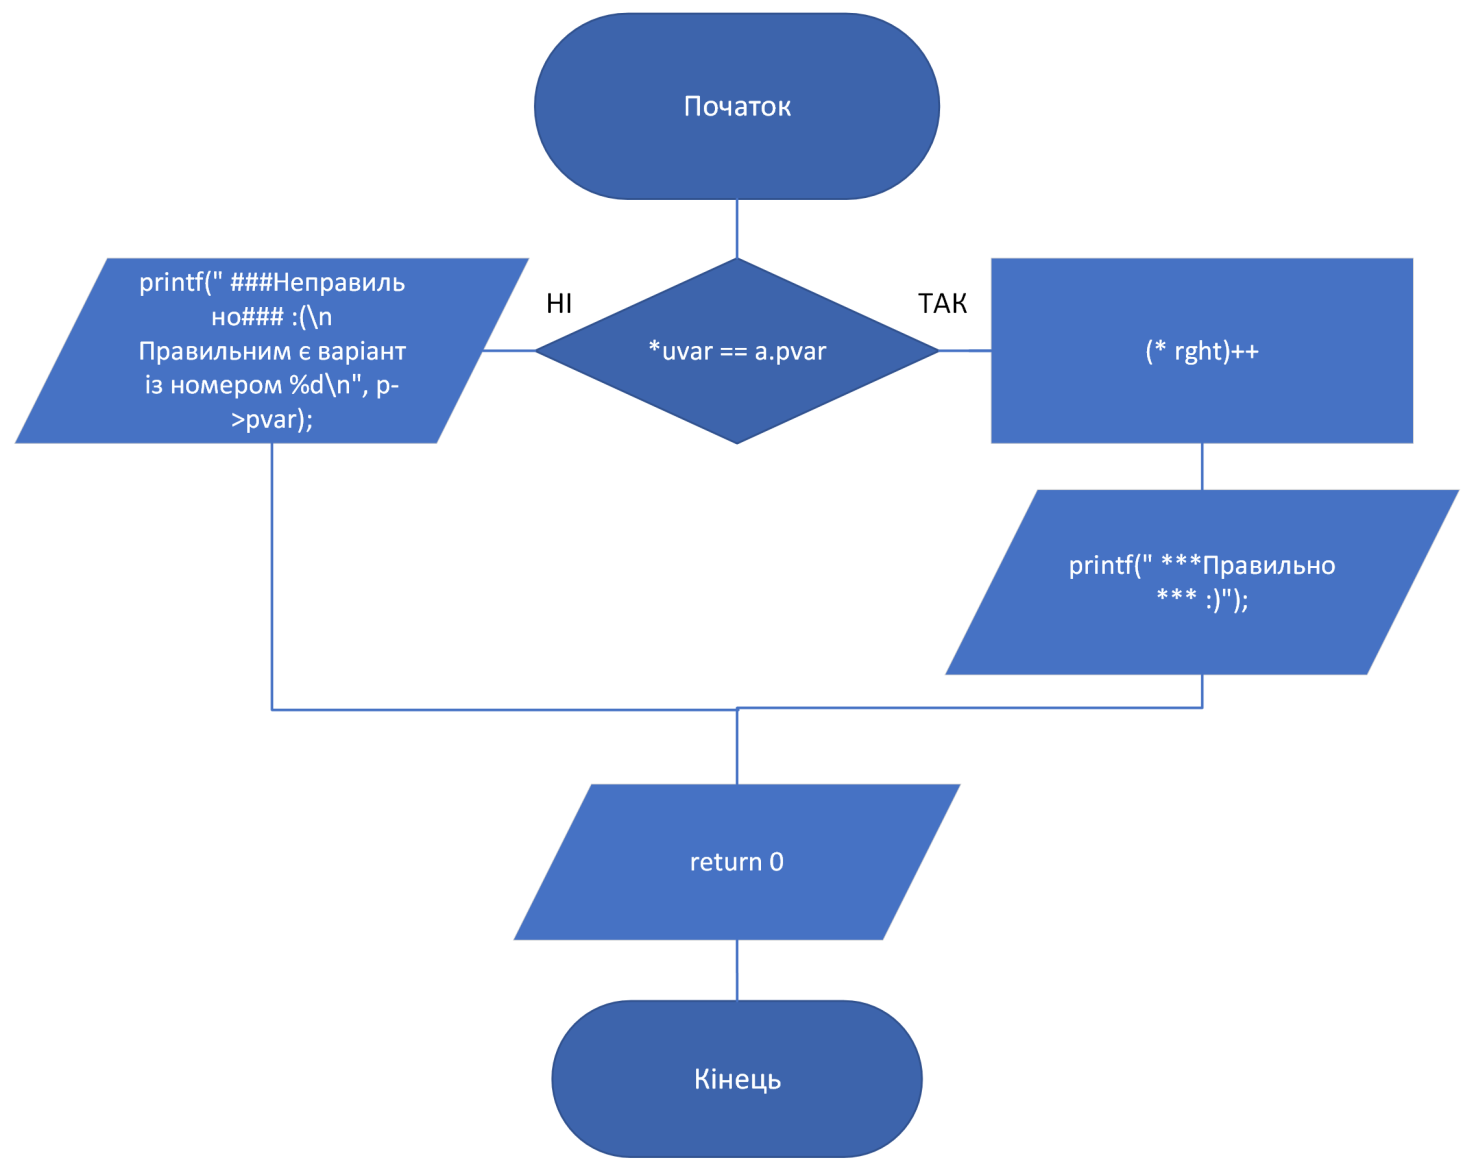 Початок
printf(" ###Неправиль
но### :(\n
Правильним є варіант
із номером %d\n", p-
>pvar);
НІ
*uvar == a.pvar
ТАК
(* rght)++
printf(" ***Правильно
*** :)");
return 0
Кінець